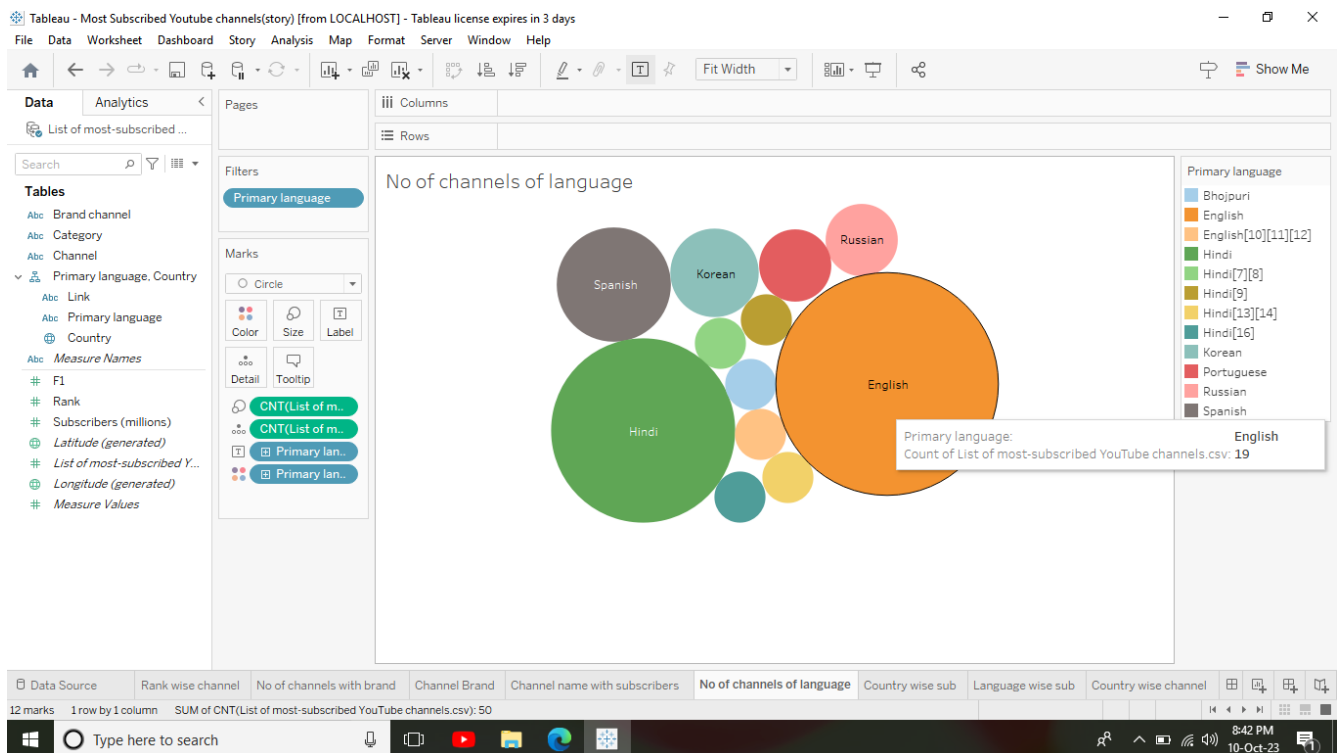 Tableau - Most Subscribed Youtube channels(story) [from LOCALHOST] - Tableau license expires in 3 days
File Data Worksheet Dashboard Story Analysis Map Format Server Window Help
Fit Width
Show Me
Data Analytics
List of most-subscribed ...
Search
Tables
Abc Brand channel
Abc Category
Abc Channel
Primary language, Country
Abc Link
Abc Primary language
Country
Abc Measure Names
# F1
# Rank
# Subscribers (millions)
Latitude (generated)
# List of most-subscribed Y...
Longitude (generated)
# Measure Values
Pages
Filters
Primary language
Marks
Circle
Color Size Label
Detail Tooltip
CNT(List of m..
CNT(List of m..
Primary lan..
Primary lan..
Columns
Rows
No of channels of language
Russian
Korean
Spanish
English
Hindi
Primary language: English
Count of List of most-subscribed YouTube channels.csv: 19
Primary language
Bhojpuri
English
English[10][11][12]
Hindi
Hindi[7][8]
Hindi[9]
Hindi[13][14]
Hindi[16]
Korean
Portuguese
Russian
Spanish
Data Source Rank wise channel No of channels with brand Channel Brand Channel name with subscribers No of channels of language Country wise sub Language wise sub Country wise channel
12 marks 1 row by 1 column SUM of CNT(List of most-subscribed YouTube channels.csv): 50
Type here to search
8:42 PM
10-Oct-23
1